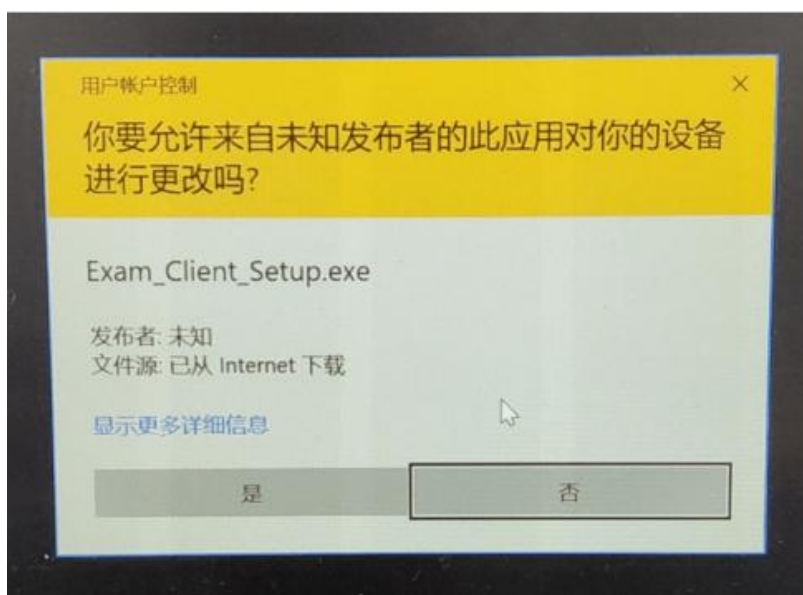 用户帐户控制
你要允许来自未知发布者的此应用对你的设备
进行更改吗?
Exam_Client_Setup.exe
发布者: 未知
文件源: 已从 Internet 下载
显示更多详细信息
是
否